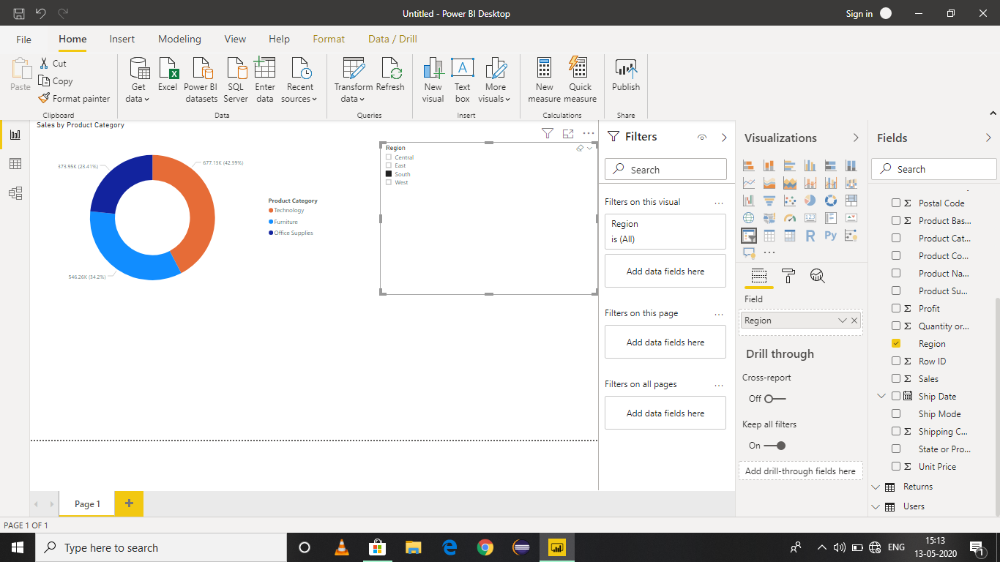 Untitled - Power BI Desktop
Sign in
File
Home
Insert
Modeling
View
Help
Format
Data / Drill
Paste
Cut
Copy
Format painter
Clipboard
Get data
Excel
Power BI datasets
SQL Server
Enter data
Recent sources
Data
Transform data
Refresh
Queries
New visual
Text box
More visuals
Insert
New measure
Quick measure
Calculations
Publish
Share
Sales by Product Category
373.95K (23.41%)
677.13K (42.39%)
546.26K (34.2%)
Product Category
Technology
Furniture
Office Supplies
Region
Central
East
South
West
Filters
Search
Filters on this visual
...
Region
is (All)
Add data fields here
Filters on this page
...
Add data fields here
Filters on all pages
...
Add data fields here
Visualizations
R
Py
Field
Region
Drill through
Cross-report
Off
Keep all filters
On
Add drill-through fields here
Fields
Search
Σ Postal Code
Σ Product Bas...
Product Cat...
Product Co...
Product Na...
Product Su...
Σ Profit
Σ Quantity or...
Region
Σ Row ID
Σ Sales
Ship Date
Ship Mode
Σ Shipping C...
State or Pro...
Σ Unit Price
Returns
Users
Page 1
PAGE 1 OF 1
Type here to search
ENG
15:13
13-05-2020
1